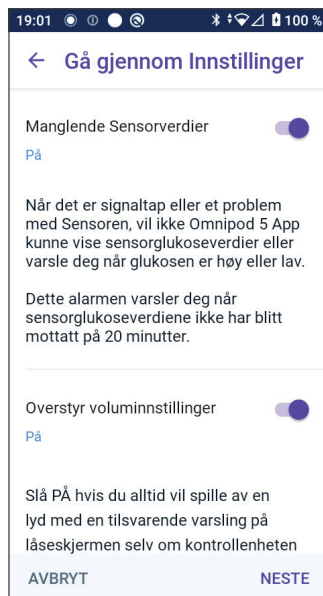 19:01 100 %
Gå gjennom Innstillinger
Manglende Sensorverdier
På
Når det er signaltap eller et problem
med Sensoren, vil ikke Omnipod 5 App
kunne vise sensorglukoseverdier eller
varsle deg når glukosen er høy eller lav.
Dette alarmen varsler deg når
sensorglukoseverdiene ikke har blitt
mottatt på 20 minutter.
Overstyr voluminnstillinger
På
Slå PÅ hvis du alltid vil spille av en
lyd med en tilsvarende varsling på
låseskjermen selv om kontrollenheten
AVBRYT NESTE